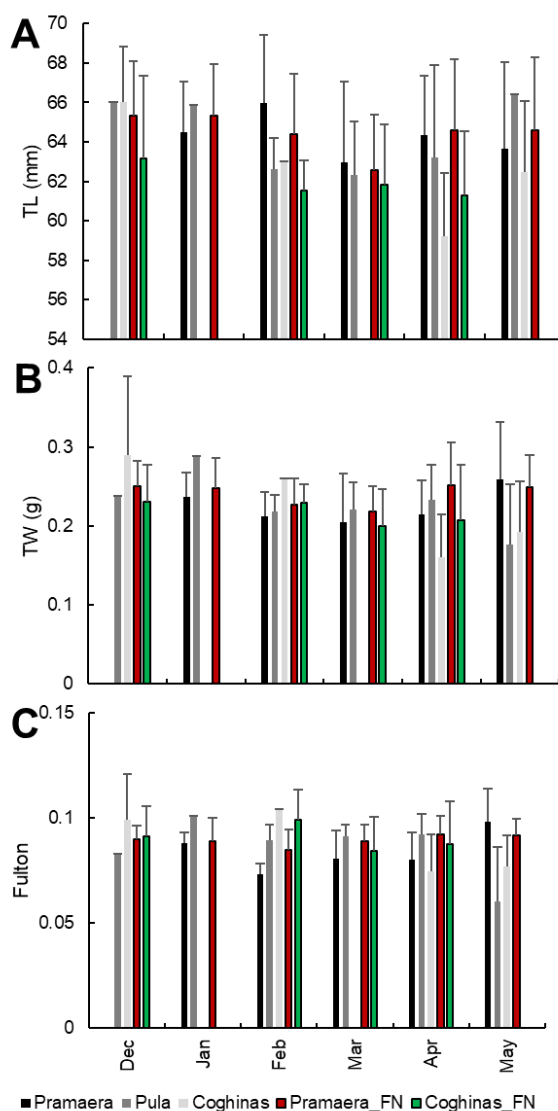 A
TL (mm)
70
68
66
64
62
60
58
56
54
B
TW (g)
0.4
0.3
0.2
0.1
0
C
Fulton
0.15
0.1
0.05
0
Dec
Jan
Feb
Mar
Apr
May
Pramaera Pula Coghinas Pramaera_FN Coghinas_FN